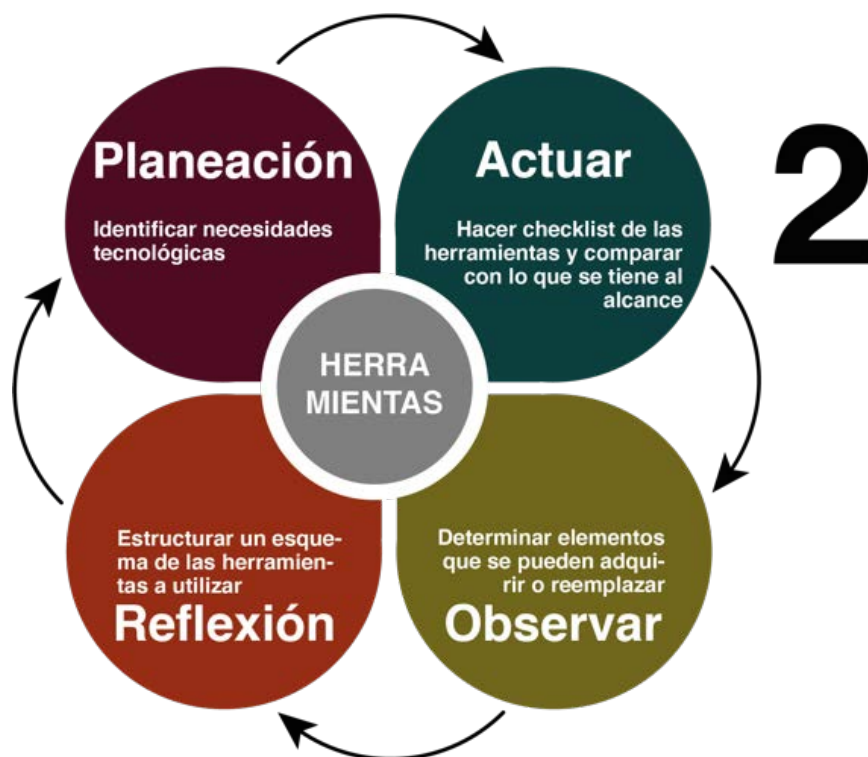 Planeación
Identificar necesidades
tecnológicas
Actuar
Hacer checklist de las
herramientas y comparar
con lo que se tiene al
alcance
2
HERRA
MIENTAS
Estructurar un esque-
ma de las herramien-
tas a utilizar
Reflexión
Determinar elementos
que se pueden adqui-
rir o reemplazar
Observar